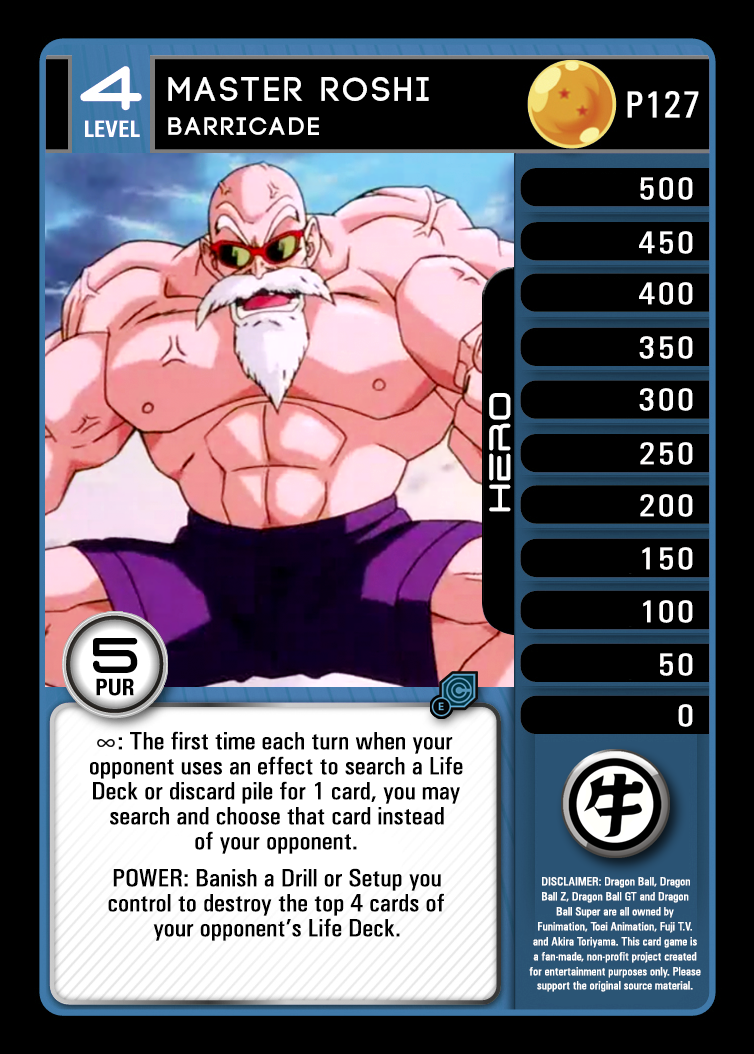 4
LEVEL
MASTER ROSHI
BARRICADE
P127
500
450
400
350
300
250
200
150
100
50
0
HERO
5
PUR
E
∞: The first time each turn when your
opponent uses an effect to search a Life
Deck or discard pile for 1 card, you may
search and choose that card instead
of your opponent.
POWER: Banish a Drill or Setup you
control to destroy the top 4 cards of
your opponent's Life Deck.
牛
DISCLAIMER: Dragon Ball, Dragon
Ball Z, Dragon Ball GT and Dragon
Ball Super are all owned by
Funimation, Toei Animation, Fuji T.V.
and Akira Toriyama. This card game is
a fan-made, non-profit project created
for entertainment purposes only. Please
support the original source material.